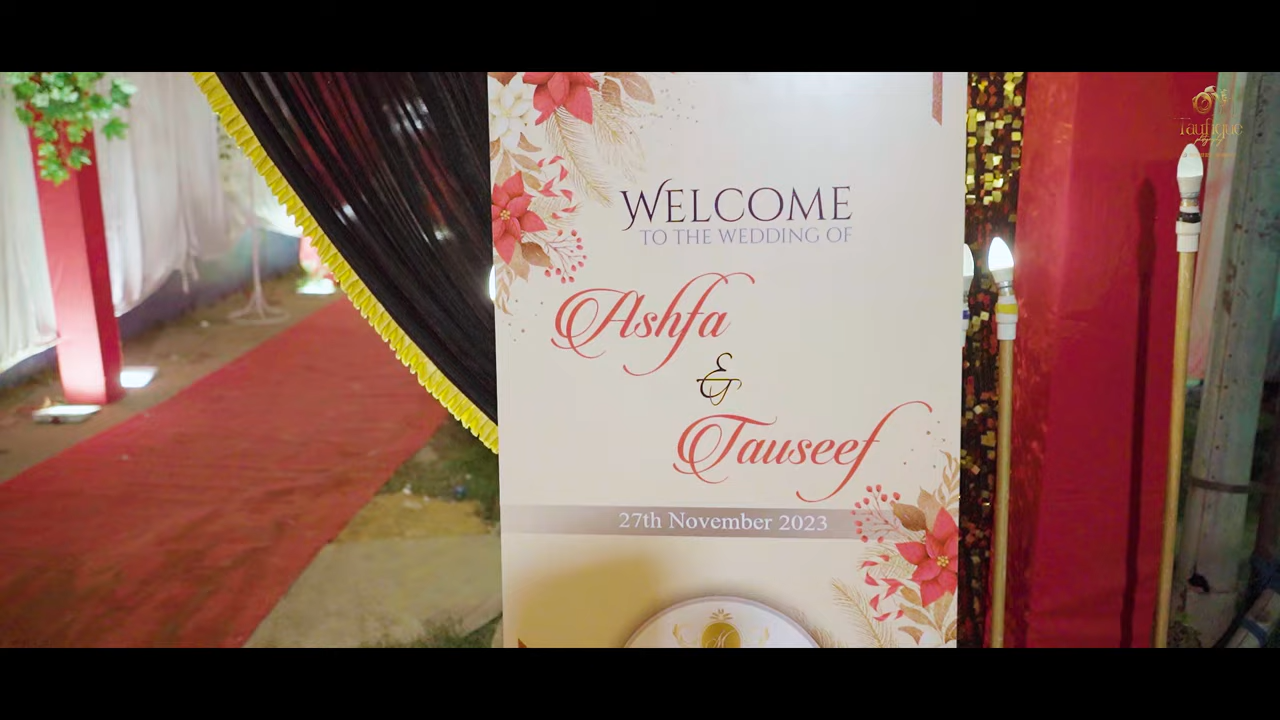 WELCOME
TO THE WEDDING OF
Ashfa
&
Tauseef
27th November 2023
Taufique